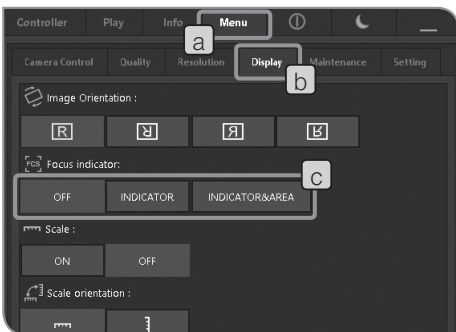 Controller Play Info Menu
a
Camera Control Quality Resolution Display Maintenance Setting
b
Image Orientation :
R R R R
FCS Focus indicator:
c
OFF INDICATOR INDICATOR&AREA
Scale :
ON OFF
Scale orientation :